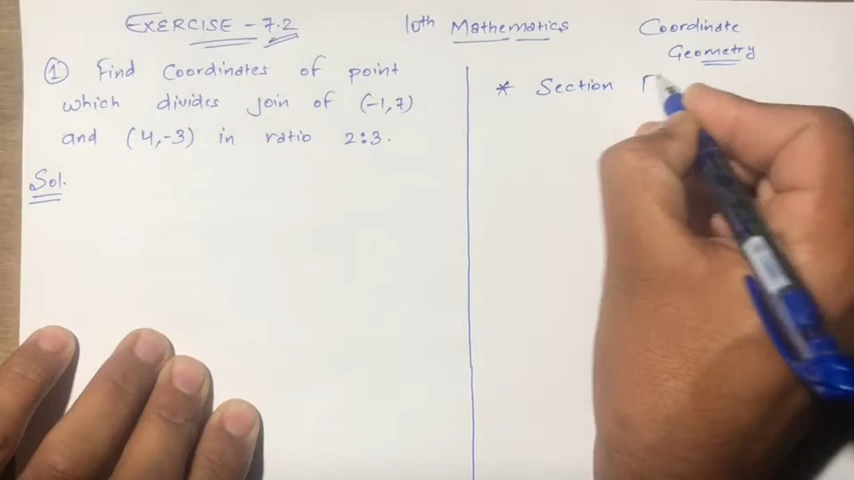 EXERCISE - 7.2
10th Mathematics
Coordinate
Geometry
① Find Coordinates of point
which divides join of (-1,7)
and (4,-3) in ratio 2:3.
Sol.
* Section